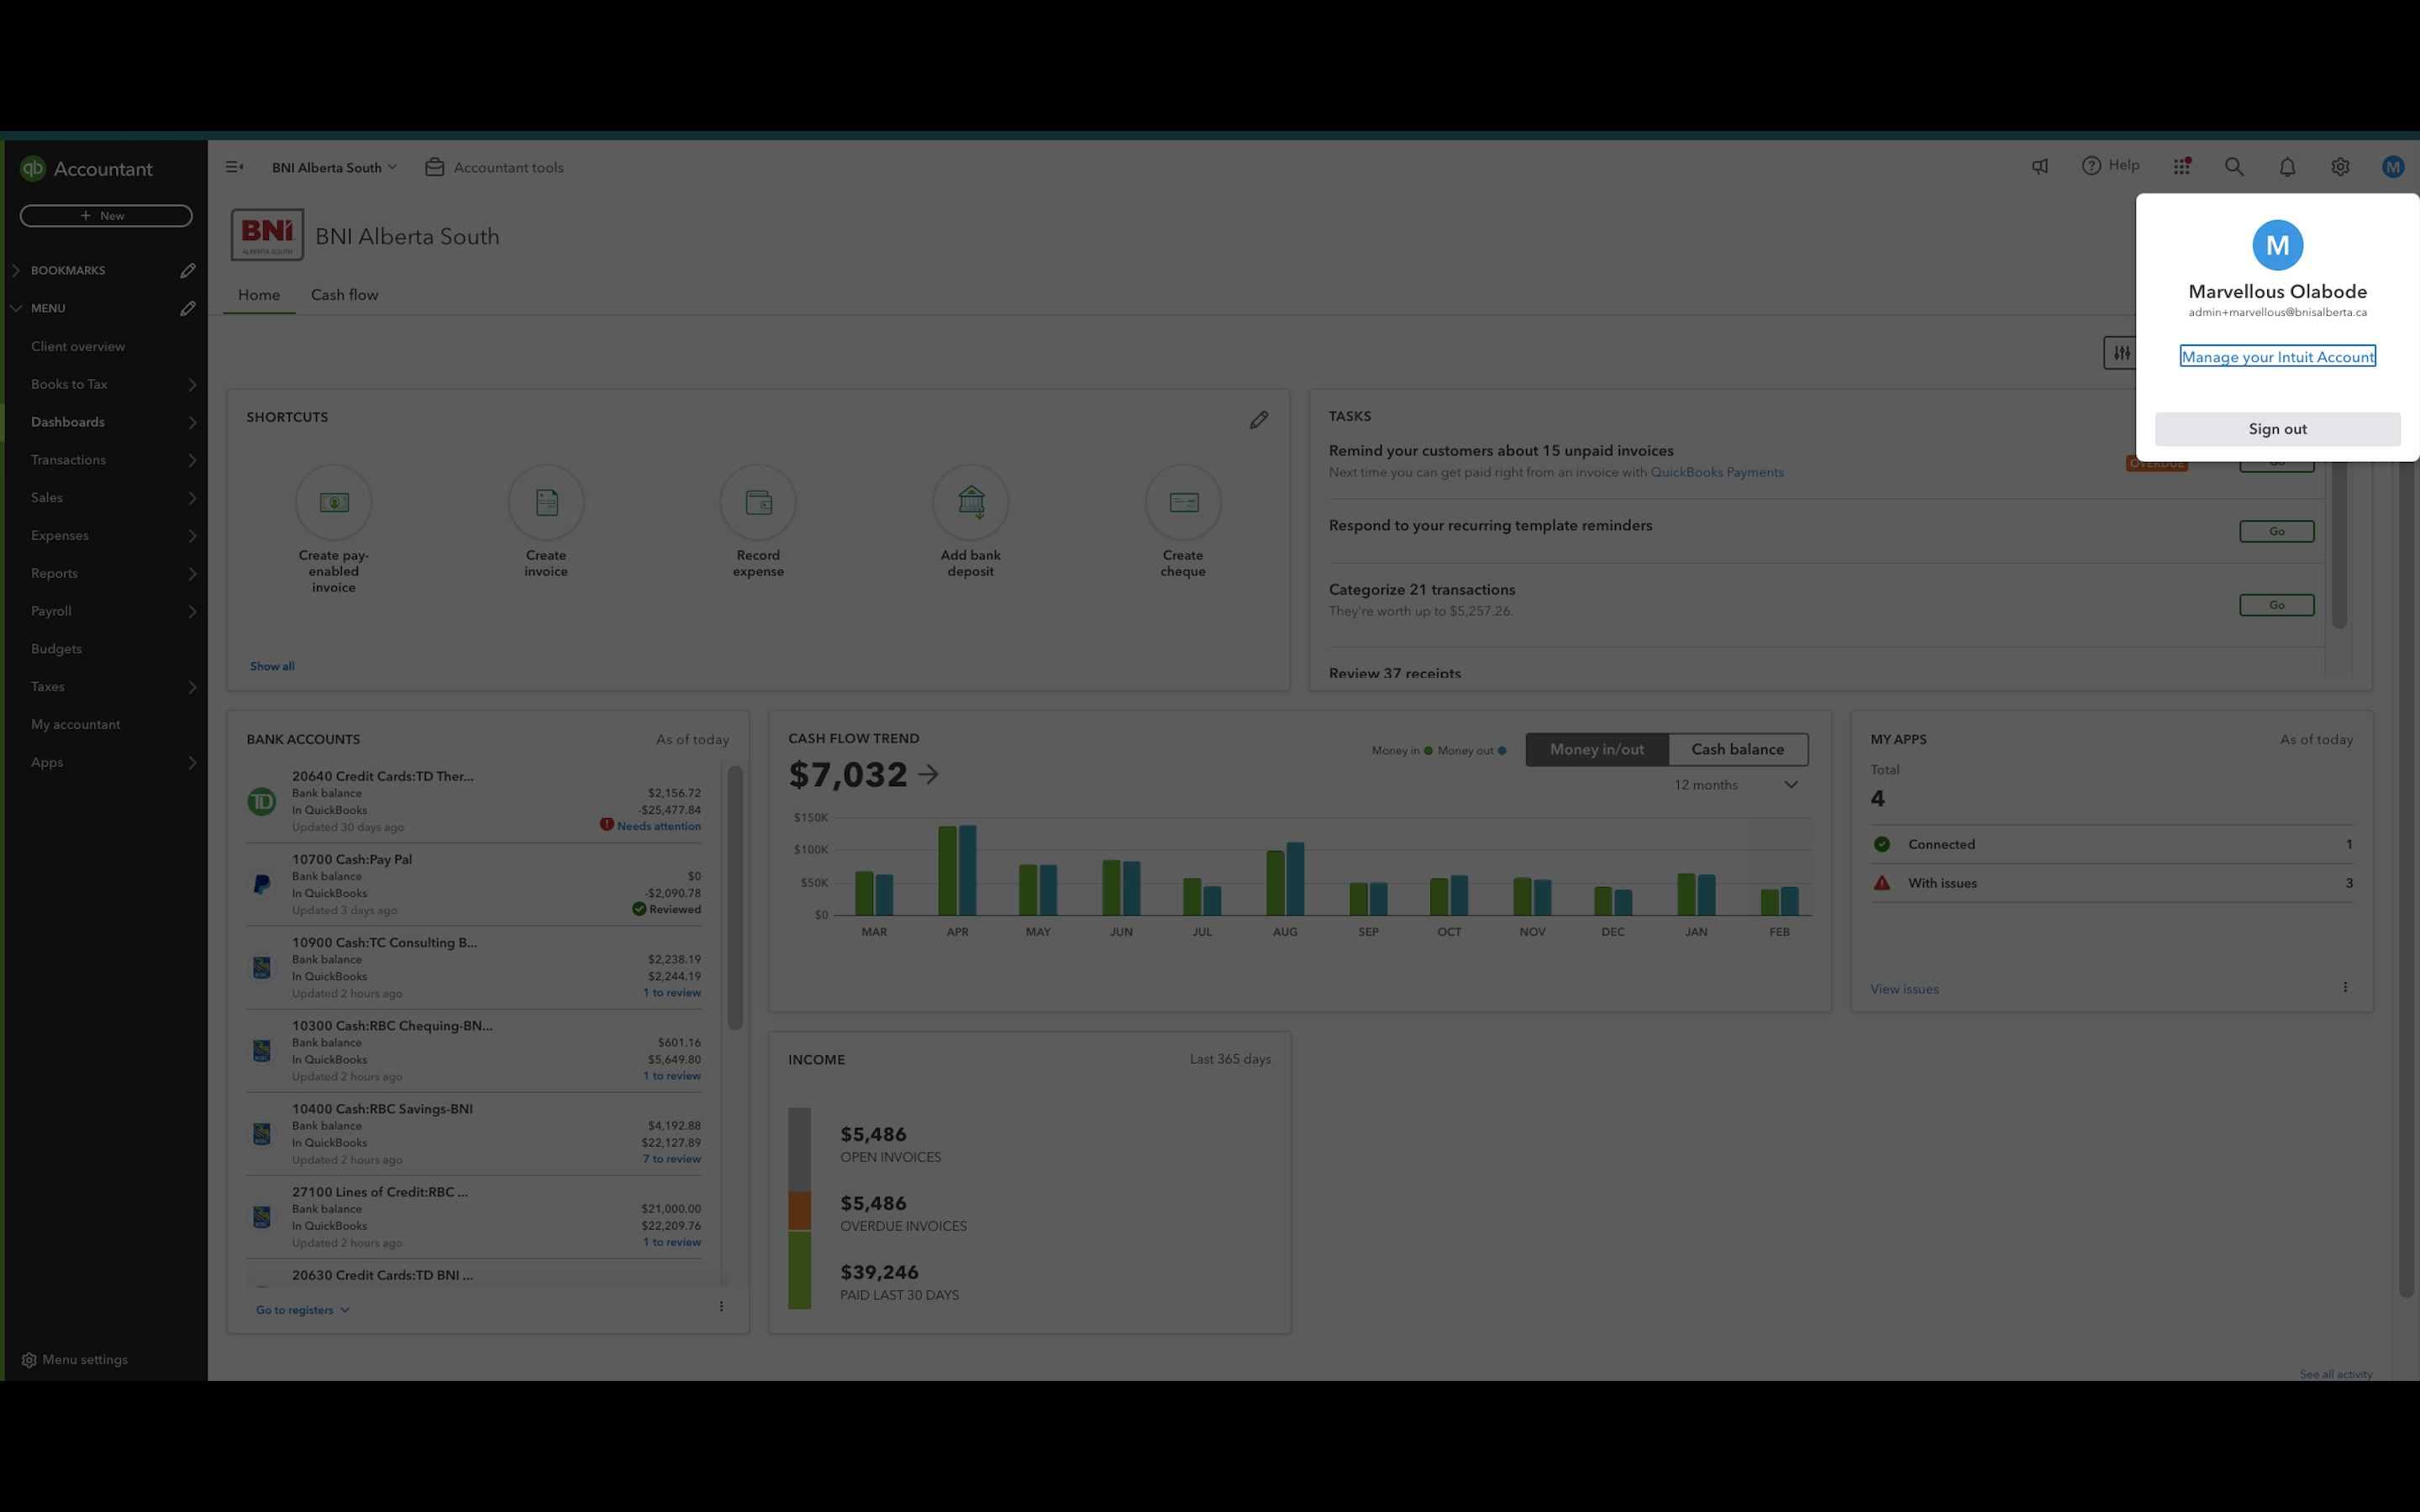 qb Accountant
BNI Alberta South
Accountant tools
Help
M
+ New
BNI
ALBERTA SOUTH
BNI Alberta South
M
Marvellous Olabode
admin+marvellous@bnisalberta.ca
Manage your Intuit Account
Sign out
BOOKMARKS
MENU
Client overview
Books to Tax
Dashboards
Transactions
Sales
Expenses
Reports
Payroll
Budgets
Taxes
My accountant
Apps
Menu settings
Home
Cash flow
SHORTCUTS
Create pay-
enabled
invoice
Create
invoice
Record
expense
Add bank
deposit
Create
cheque
Show all
TASKS
Remind your customers about 15 unpaid invoices
Next time you can get paid right from an invoice with QuickBooks Payments
OVERDUE
Go
Respond to your recurring template reminders
Go
Categorize 21 transactions
They're worth up to $5,257.26.
Go
Review 37 receipts
BANK ACCOUNTS
As of today
TD
20640 Credit Cards:TD Ther...
Bank balance $2,156.72
In QuickBooks -$25,477.84
Updated 30 days ago Needs attention
10700 Cash:Pay Pal
Bank balance $0
In QuickBooks -$2,090.78
Updated 3 days ago Reviewed
10900 Cash:TC Consulting B...
Bank balance $2,238.19
In QuickBooks $2,244.19
Updated 2 hours ago 1 to review
10300 Cash:RBC Chequing-BN...
Bank balance $601.16
In QuickBooks $5,649.80
Updated 2 hours ago 1 to review
10400 Cash:RBC Savings-BNI
Bank balance $4,192.88
In QuickBooks $22,127.89
Updated 2 hours ago 7 to review
27100 Lines of Credit:RBC ...
Bank balance $21,000.00
In QuickBooks $22,209.76
Updated 2 hours ago 1 to review
20630 Credit Cards:TD BNI ...
Go to registers
CASH FLOW TREND
$7,032
Money in Money out
Money in/out Cash balance
12 months
$150K
$100K
$50K
$0
MAR APR MAY JUN JUL AUG SEP OCT NOV DEC JAN FEB
MY APPS
As of today
Total
4
Connected 1
With issues 3
View issues
INCOME
Last 365 days
$5,486
OPEN INVOICES
$5,486
OVERDUE INVOICES
$39,246
PAID LAST 30 DAYS
See all activity